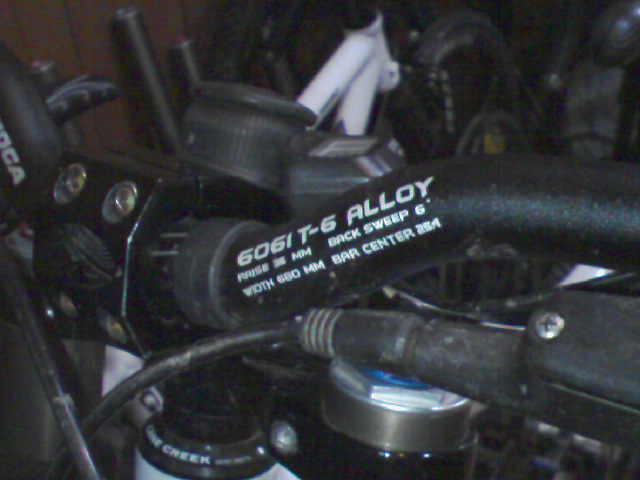 6061 T-6 ALLOY
RAISE 35 MM BACK SWEEP 6°
WIDTH 680 MM BAR CENTER 254
CREEK